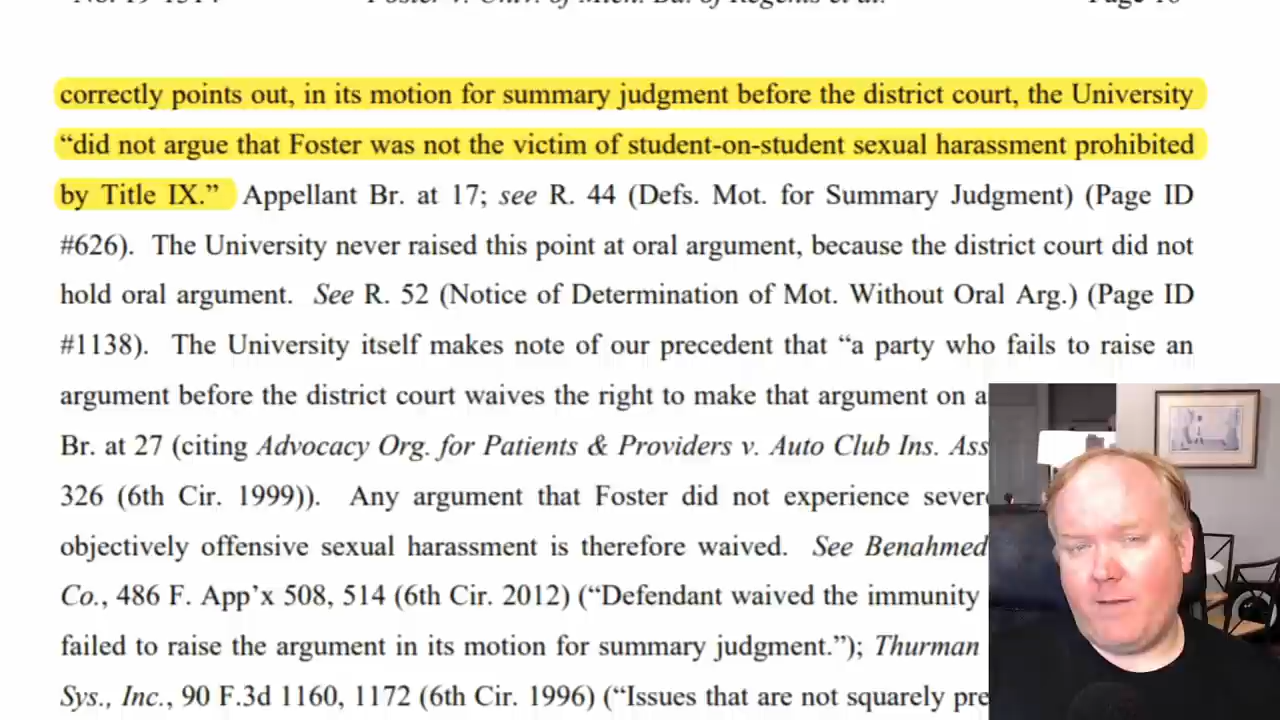 correctly points out, in its motion for summary judgment before the district court, the University
“did not argue that Foster was not the victim of student-on-student sexual harassment prohibited
by Title IX.” Appellant Br. at 17; see R. 44 (Defs. Mot. for Summary Judgment) (Page ID
#626). The University never raised this point at oral argument, because the district court did not
hold oral argument. See R. 52 (Notice of Determination of Mot. Without Oral Arg.) (Page ID
#1138). The University itself makes note of our precedent that “a party who fails to raise an
argument before the district court waives the right to make that argument on a
Br. at 27 (citing Advocacy Org. for Patients & Providers v. Auto Club Ins. Ass
326 (6th Cir. 1999)). Any argument that Foster did not experience sever
objectively offensive sexual harassment is therefore waived. See Benahmed
Co., 486 F. App’x 508, 514 (6th Cir. 2012) (“Defendant waived the immunity
failed to raise the argument in its motion for summary judgment.”); Thurman
Sys., Inc., 90 F.3d 1160, 1172 (6th Cir. 1996) (“Issues that are not squarely pre